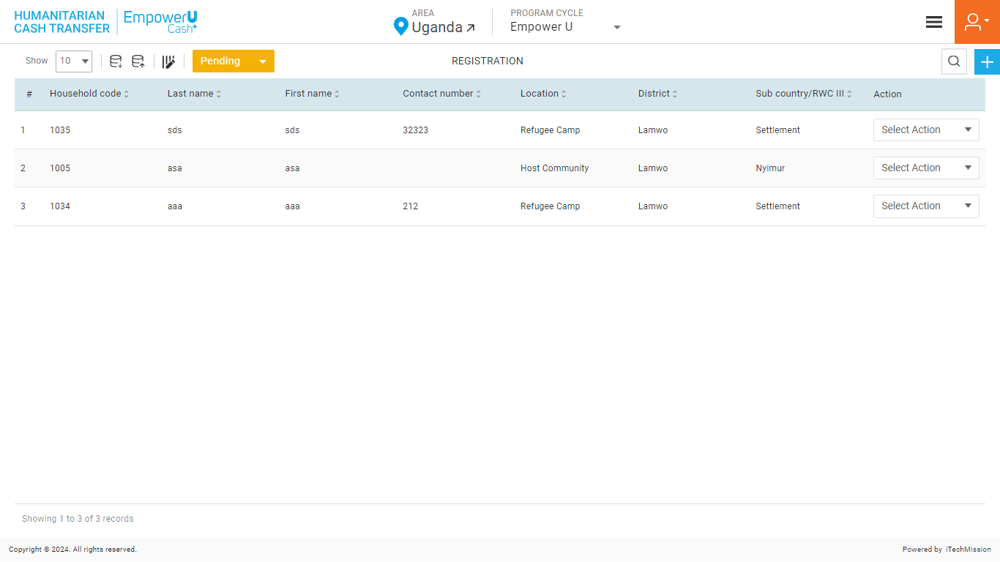 HUMANITARIAN
CASH TRANSFER
EmpowerU
Cash+
AREA
Uganda
PROGRAM CYCLE
Empower U
Show 10 Pending REGISTRATION
# Household code Last name First name Contact number Location District Sub country/RWC III Action
1 1035 sds sds 32323 Refugee Camp Lamwo Settlement Select Action
2 1005 asa asa Host Community Lamwo Nyimur Select Action
3 1034 aaa aaa 212 Refugee Camp Lamwo Settlement Select Action
Showing 1 to 3 of 3 records
Copyright © 2024. All rights reserved. Powered by iTechMission